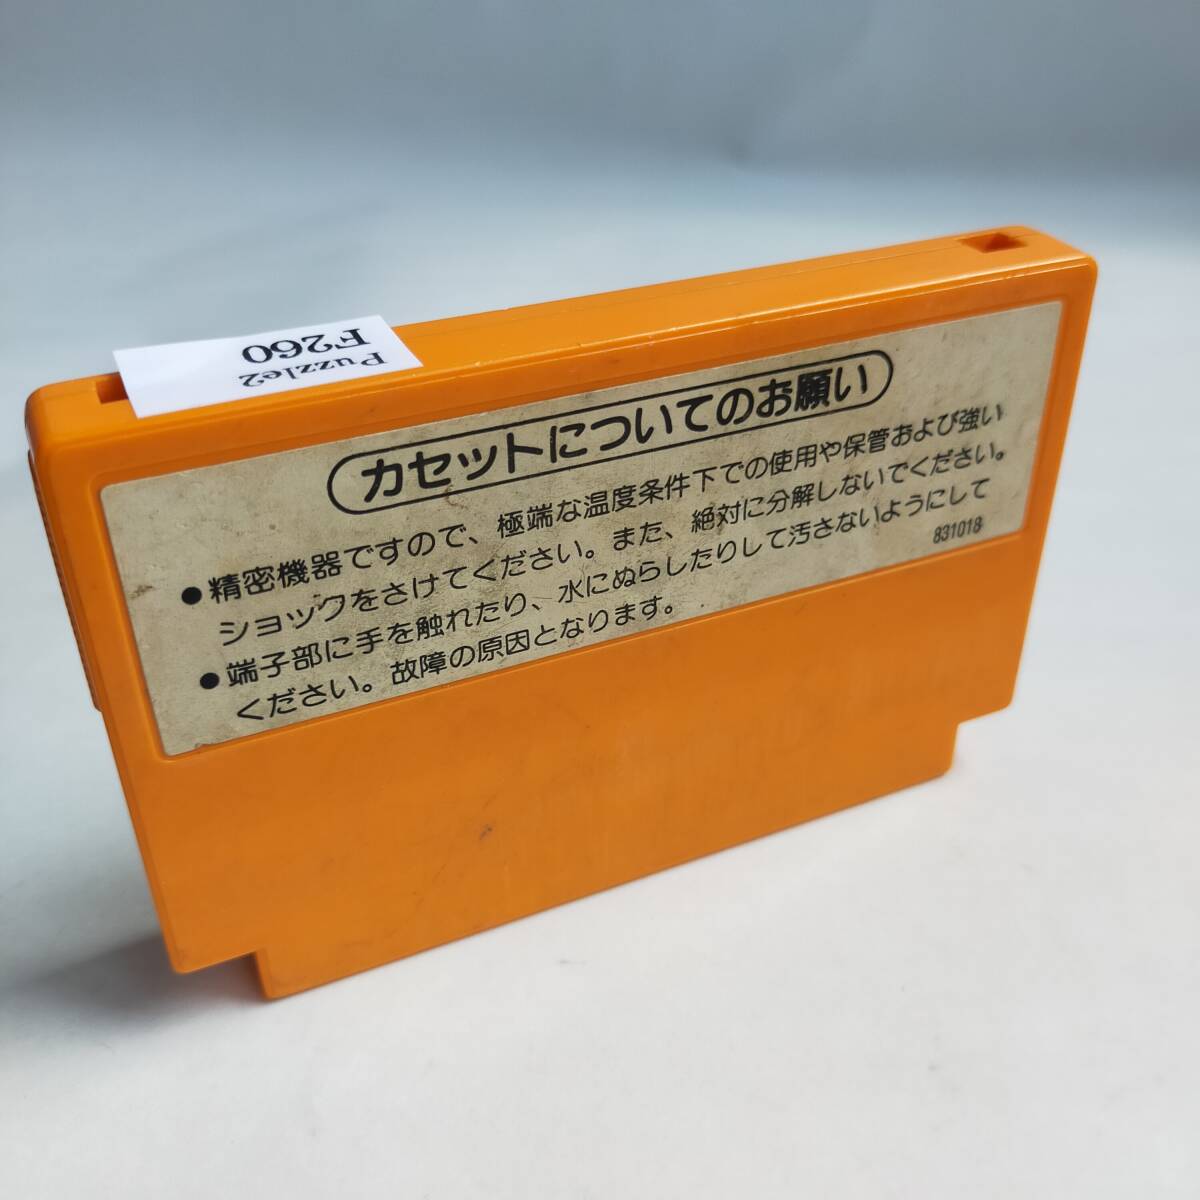 Puzzle2
F260
カセットについてのお願い
●精密機器ですので、極端な温度条件下での使用や保管および強い
ショックをさけてください。また、絶対に分解しないでください。
●端子部に手を触れたり、水にぬらしたりして汚さないようにして
ください。故障の原因となります。
831018